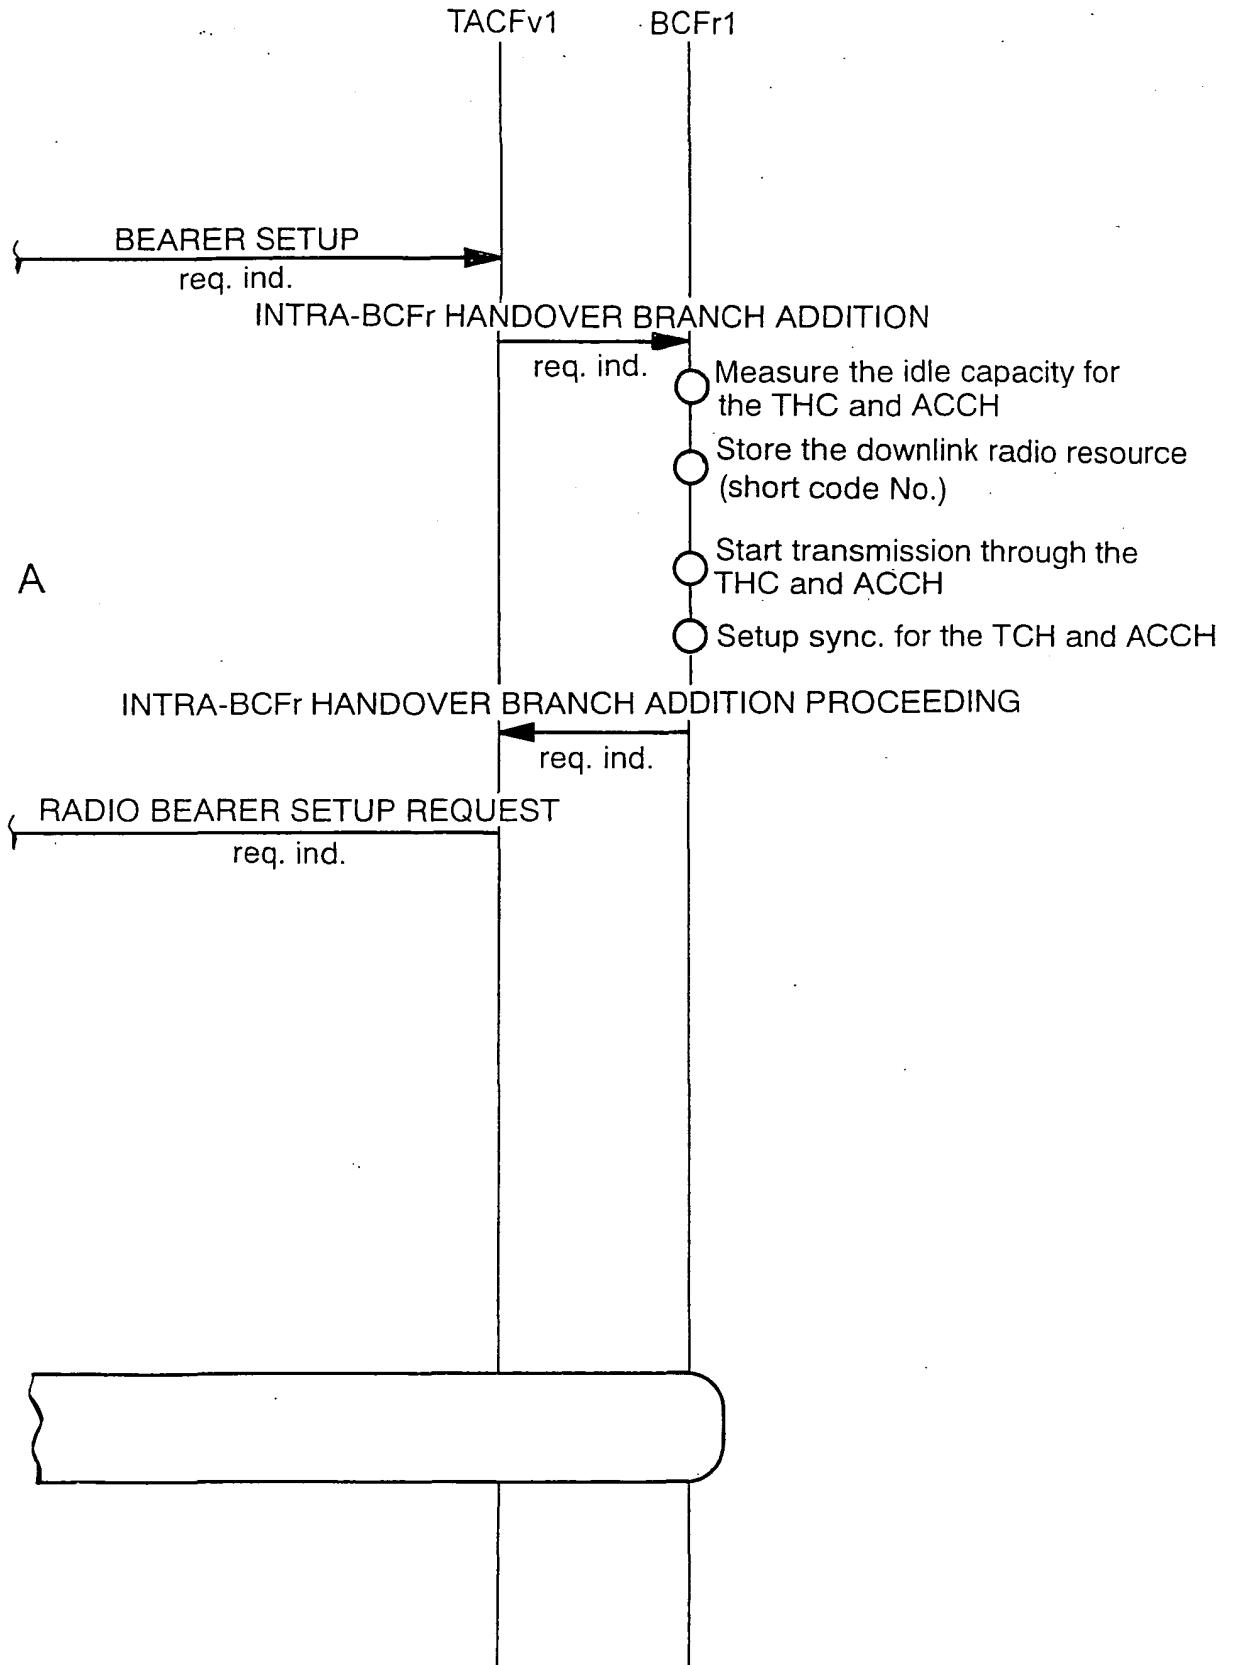 TACFv1 BCFr1
BEARER SETUP
req. ind.
INTRA-BCFr HANDOVER BRANCH ADDITION
req. ind.
Measure the idle capacity for
the THC and ACCH
Store the downlink radio resource
(short code No.)
Start transmission through the
THC and ACCH
A
Setup sync. for the TCH and ACCH
INTRA-BCFr HANDOVER BRANCH ADDITION PROCEEDING
req. ind.
RADIO BEARER SETUP REQUEST
req. ind.